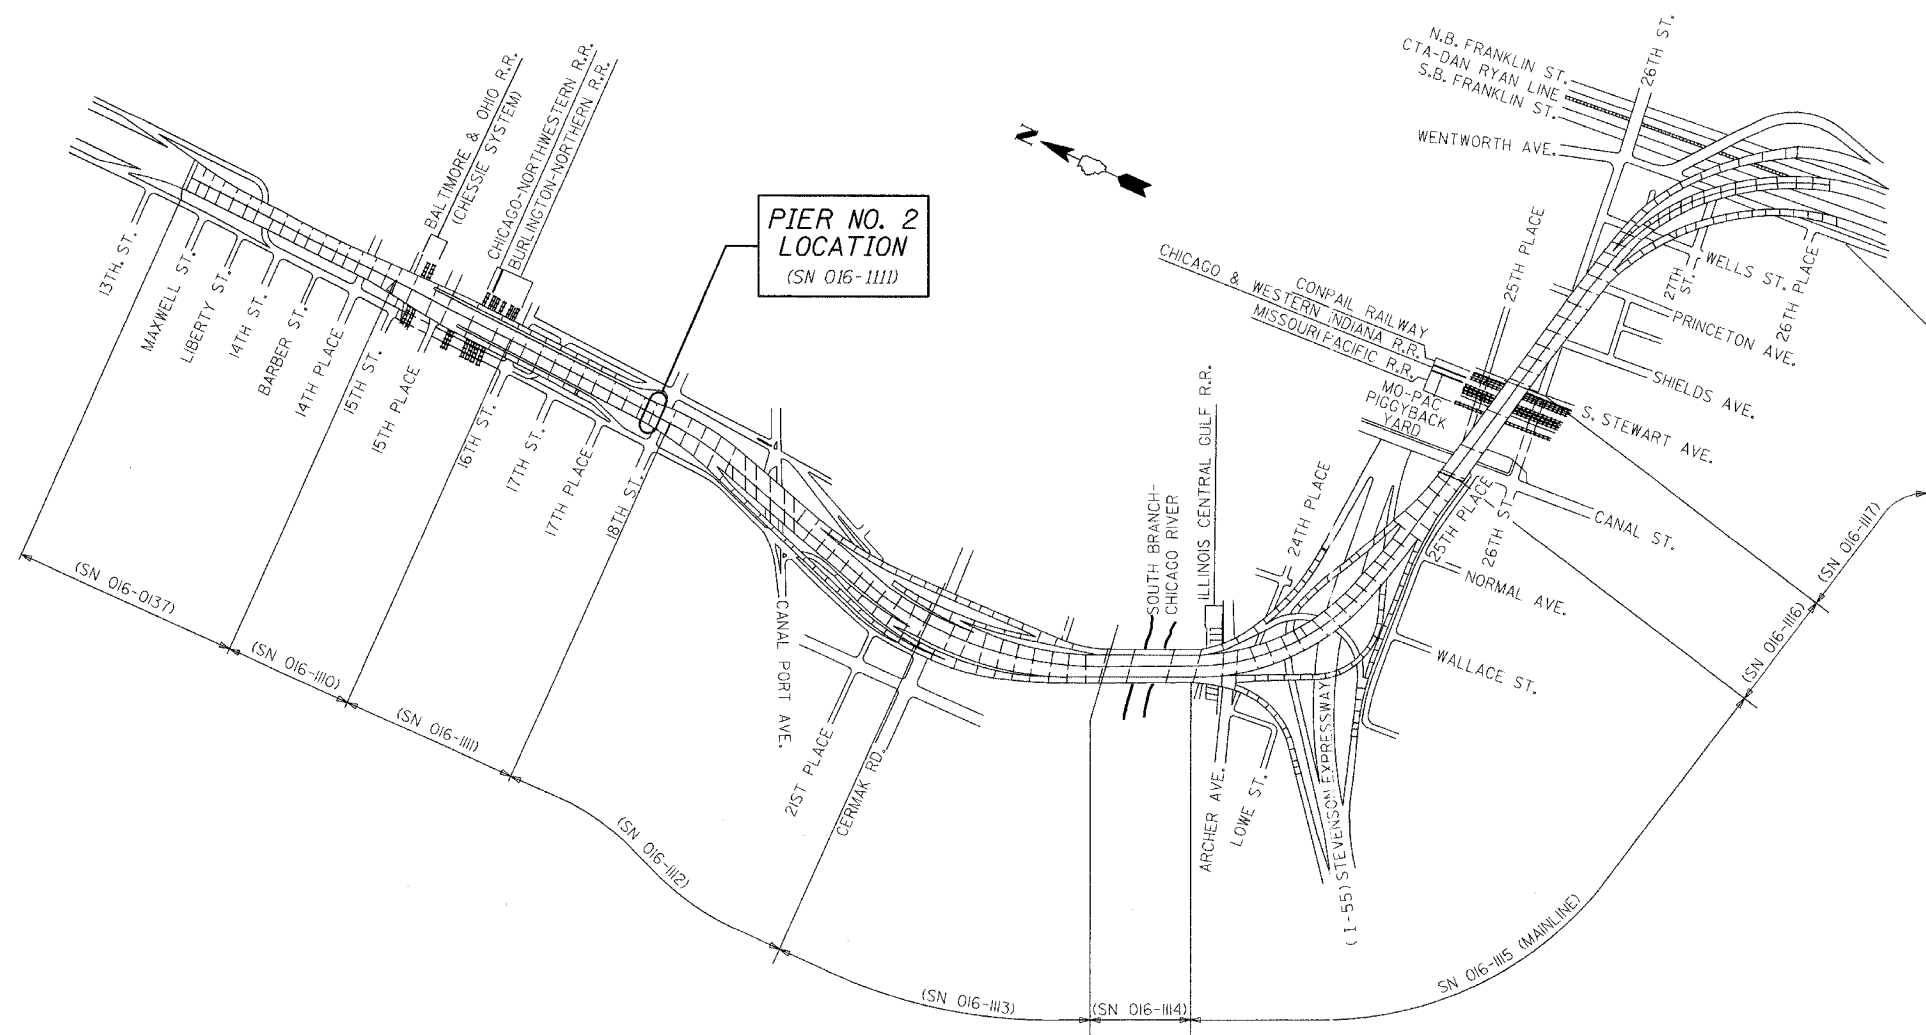 N.B. FRANKLIN ST.
CTA-DAN RYAN LINE
S.B. FRANKLIN ST.
26TH ST.
WENTWORTH AVE.
BALTIMORE & OHIO R.R.
(CHESSIE SYSTEM)
CHICAGO-NORTHWESTERN R.R.
BURLINGTON-NORTHERN R.R.
N
PIER NO. 2
LOCATION
(SN 016-1111)
13TH. ST.
MAXWELL ST.
LIBERTY ST.
14TH ST.
BARBER ST.
14TH PLACE
15TH ST.
15TH PLACE
16TH ST.
17TH ST.
17TH PLACE
18TH ST.
CHICAGO & WESTERN INDIANA R.R.
CONRAIL RAILWAY
MISSOURI PACIFIC R.R.
MO-PAC
PIGGYBACK
YARD
25TH PLACE
WELLS ST.
27TH
ST.
26TH PLACE
PRINCETON AVE.
SHIELDS AVE.
S. STEWART AVE.
CANAL ST.
25TH PLACE
26TH ST.
NORMAL AVE.
WALLACE ST.
24TH PLACE
ILLINOIS CENTRAL GULF R.R.
SOUTH BRANCH-
CHICAGO RIVER
CANAL PORT AVE.
21ST PLACE
CERMAK RD.
ARCHER AVE.
LOWE ST.
(I-55) STEVENSON EXPRESSWAY
(SN 016-0137)
(SN 016-1110)
(SN 016-1111)
(SN 016-1112)
(SN 016-1113)
(SN 016-1114)
SN 016-1115 (MAINLINE)
(SN 016-1116)
(SN 016-1117)